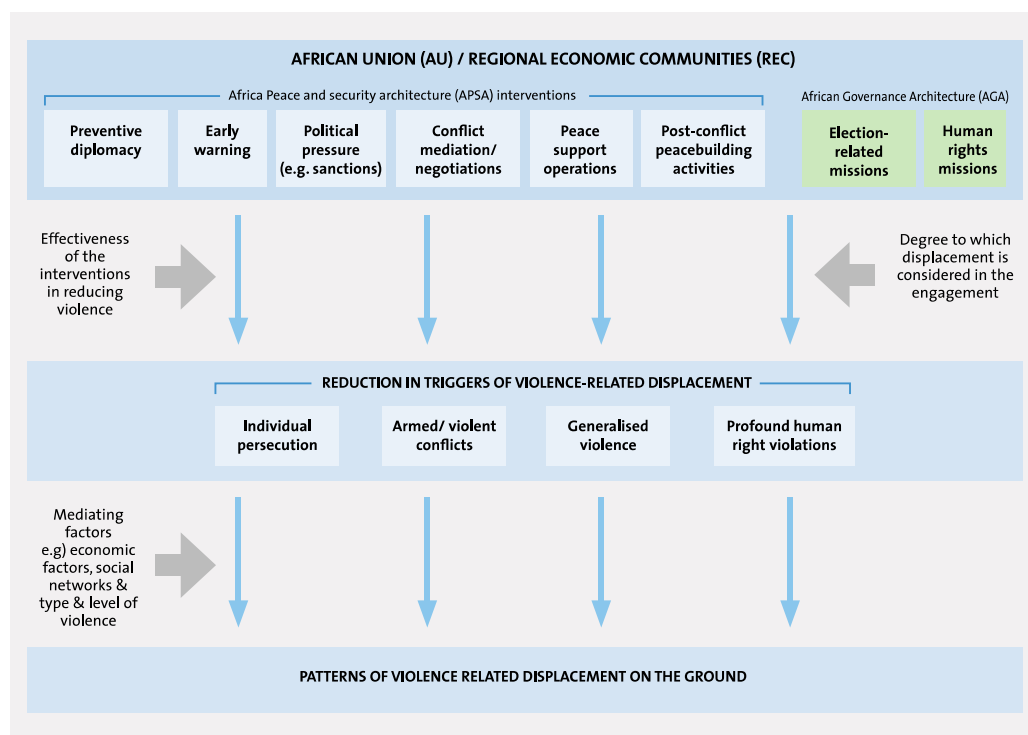 AFRICAN UNION (AU) / REGIONAL ECONOMIC COMMUNITIES (REC)
Africa Peace and security architecture (APSA) interventions
African Governance Architecture (AGA)
Preventive
diplomacy
Early
warning
Political
pressure
(e.g. sanctions)
Conflict
mediation/
negotiations
Peace
support
operations
Post-conflict
peacebuilding
activities
Election-
related
missions
Human
rights
missions
Effectiveness
of the
interventions
in reducing
violence
Degree to which
displacement is
considered in the
engagement
REDUCTION IN TRIGGERS OF VIOLENCE-RELATED DISPLACEMENT
Individual
persecution
Armed/ violent
conflicts
Generalised
violence
Profound human
right violations
Mediating
factors
e.g) economic
factors, social
networks &
type & level of
violence
PATTERNS OF VIOLENCE RELATED DISPLACEMENT ON THE GROUND